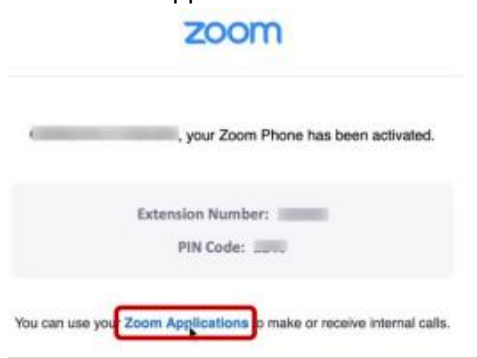 zoom
, your Zoom Phone has been activated.
Extension Number:
PIN Code:
You can use your Zoom Applications to make or receive internal calls.